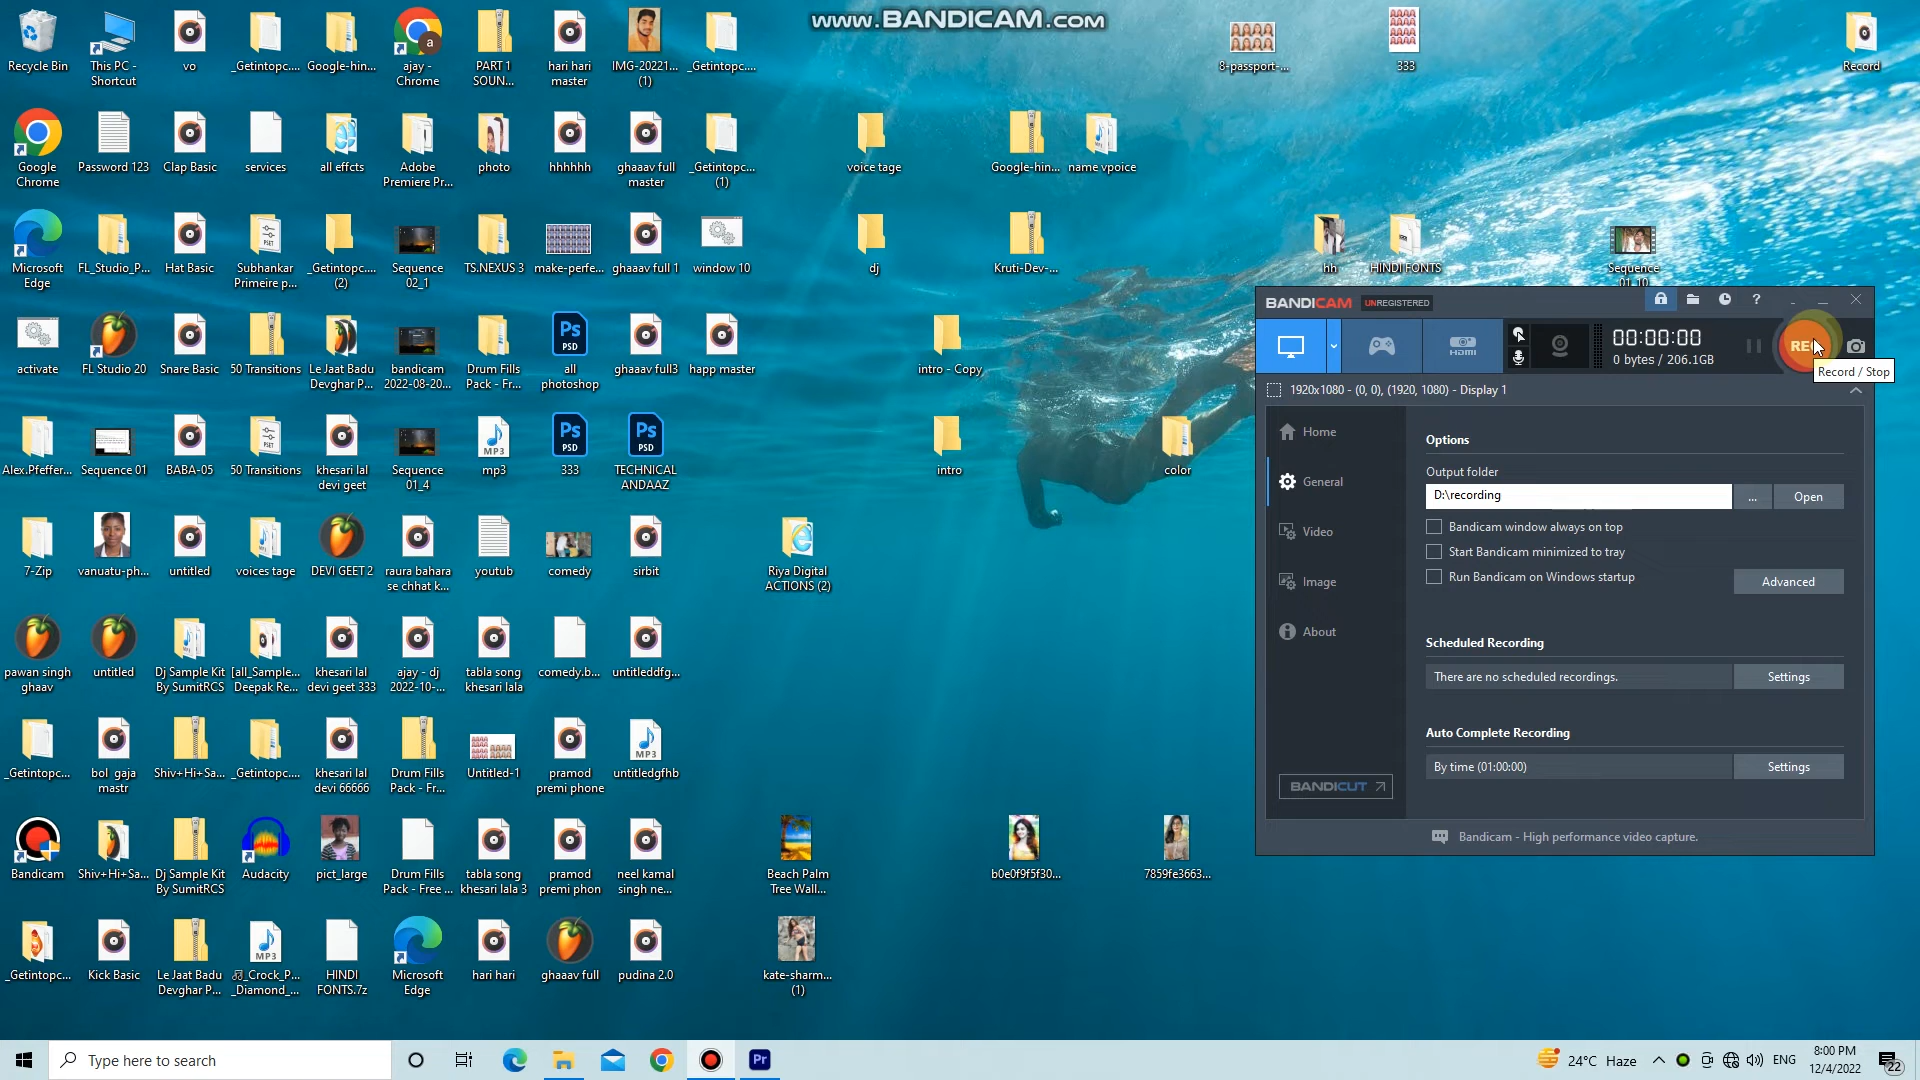 www.BANDICAM.com
Recycle Bin
This PC -
Shortcut
vo
_Getintopc....
Google-hin...
ajay -
Chrome
PART 1
SOUN...
hari hari
master
IMG-20221...
(1)
_Getintopc....
8-passport-...
333
Record
Google
Chrome
Password 123
Clap Basic
services
all effcts
Adobe
Premiere Pr...
photo
hhhhhh
ghaaav full
master
_Getintopc...
(1)
voice tage
Google-hin...
name vpoice
Microsoft
Edge
FL_Studio_P...
Hat Basic
Subhankar
Primeire p...
_Getintopc....
(2)
Sequence
02_1
TS.NEXUS 3
make-perfe...
ghaaav full 1
window 10
dj
Kruti-Dev-...
hh
HINDI FONTS
Sequence
01_10
activate
FL Studio 20
Snare Basic
50 Transitions
Le Jaat Badu
Devghar P...
bandicam
2022-08-20...
Drum Fills
Pack - Fr...
all
photoshop
ghaaav full3
happ master
intro - Copy
Alex.Pfeffer...
Sequence 01
BABA-05
50 Transitions
khesari lal
devi geet
Sequence
01_4
mp3
333
TECHNICAL
ANDAAZ
intro
color
7-Zip
vanuatu-ph...
untitled
voices tage
DEVI GEET 2
raura bahara
se chhat k...
youtub
comedy
sirbit
Riya Digital
ACTIONS (2)
pawan singh
ghaav
untitled
Dj Sample Kit
By SumitRCS
[all_Sample...
Deepak Re...
khesari lal
devi geet 333
ajay - dj
2022-10-...
tabla song
khesari lala
comedy.b...
untitleddfg...
_Getintopc...
bol gaja
mastr
Shiv+Hi+Sa...
_Getintopc...
khesari lal
devi 66666
Drum Fills
Pack - Fr...
Untitled-1
pramod
premi phone
untitledgfhb
Bandicam
Shiv+Hi+Sa...
Dj Sample Kit
By SumitRCS
Audacity
pict_large
Drum Fills
Pack - Free ...
tabla song
khesari lala 3
pramod
premi phon
neel kamal
singh ne...
Beach Palm
Tree Wall...
b0e0f9f5f30...
7859fe3663...
_Getintopc...
Kick Basic
Le Jaat Badu
Devghar P...
Crock_P...
_Diamond_...
HINDI
FONTS.7z
Microsoft
Edge
hari hari
ghaaav full
pudina 2.0
kate-sharm...
(1)
Ps
PSD
Ps
PSD
Ps
PSD
MP3
MP3
MP3
BANDICAM UNREGISTERED
?
HDMI
00:00:00
0 bytes / 206.1GB
REC
Record / Stop
1920x1080 - (0, 0), (1920, 1080) - Display 1
Home
General
Video
Image
About
BANDICUT
Options
Output folder
D:\recording
...
Open
Bandicam window always on top
Start Bandicam minimized to tray
Run Bandicam on Windows startup
Advanced
Scheduled Recording
There are no scheduled recordings.
Settings
Auto Complete Recording
By time (01:00:00)
Settings
Bandicam - High performance video capture.
Type here to search
Pr
24°C Haze
ENG
8:00 PM
12/4/2022
22